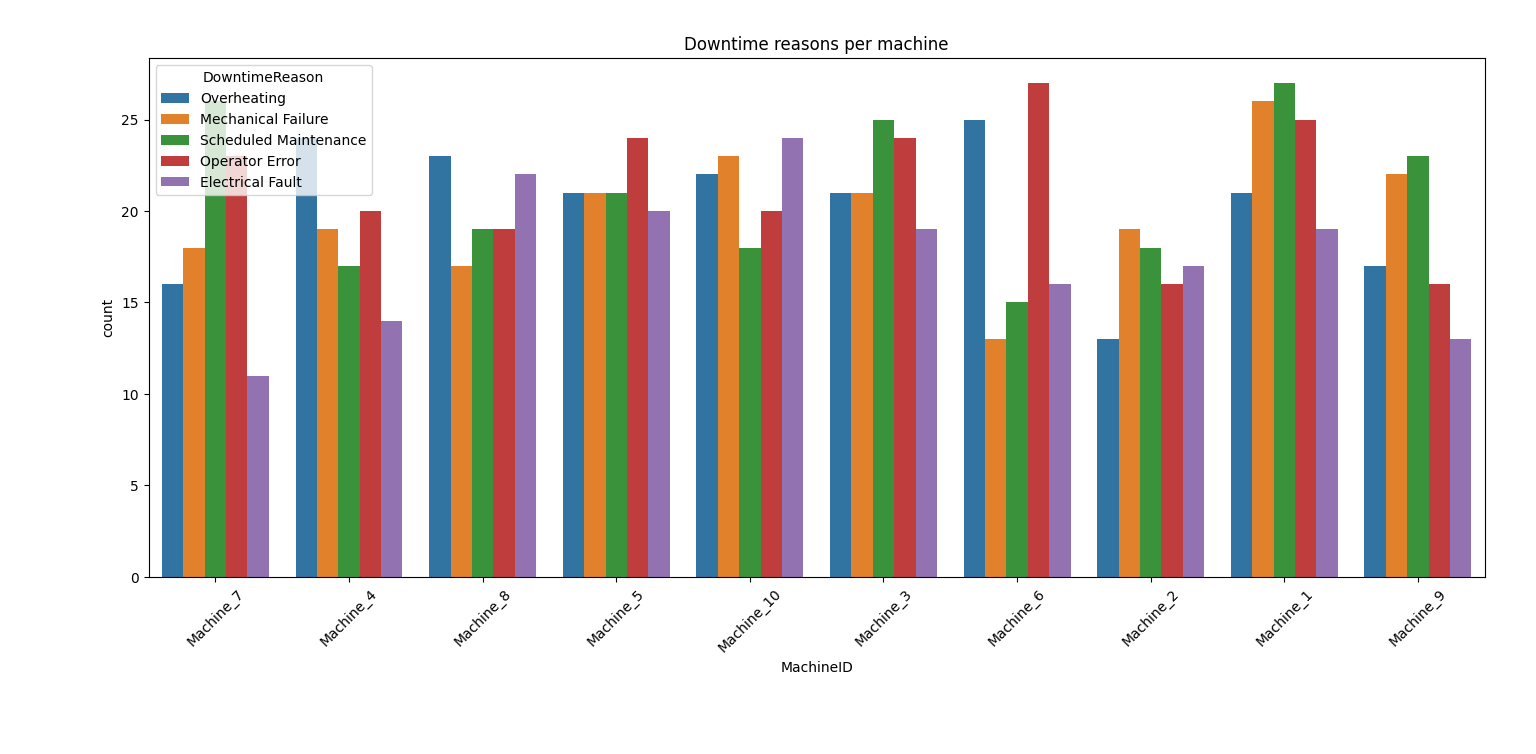 Downtime reasons per machine
DowntimeReason
Overheating
Mechanical Failure
Scheduled Maintenance
Operator Error
Electrical Fault
count
25
20
15
10
5
0
Machine_7
Machine_4
Machine_8
Machine_5
Machine_10
Machine_3
Machine_6
Machine_2
Machine_1
Machine_9
MachineID